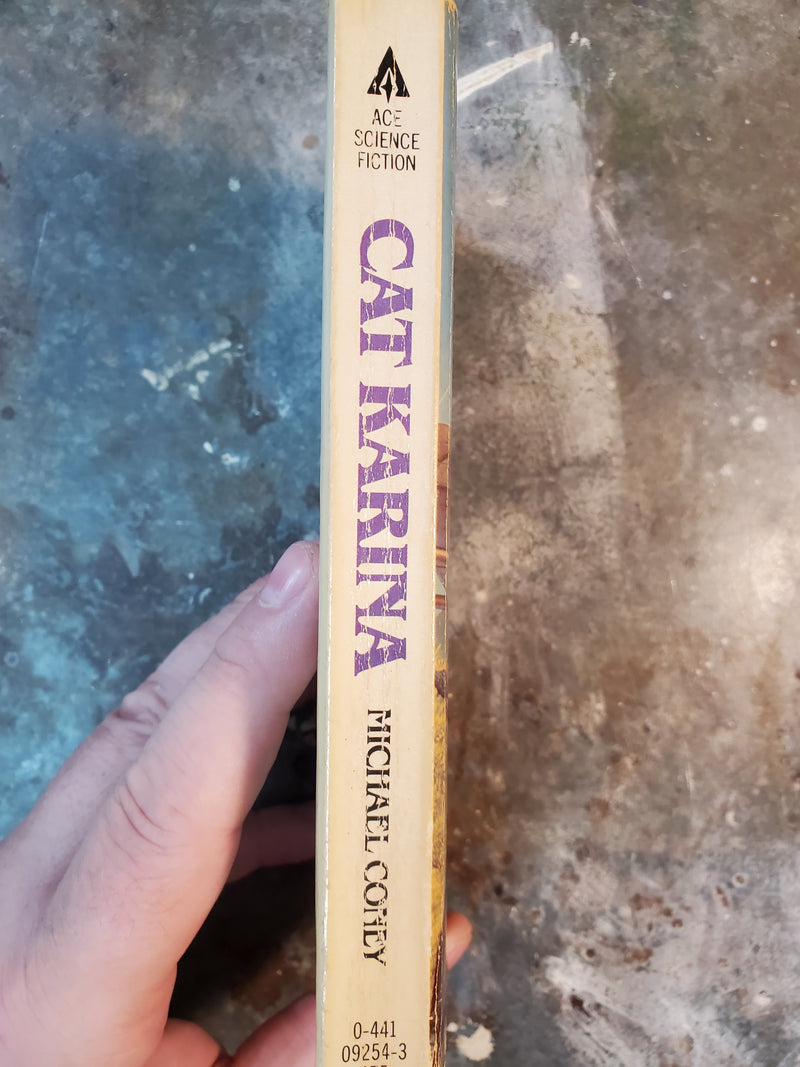 ACE
SCIENCE
FICTION
CAT KARINA
MICHAEL CONEY
0-441
09254-3